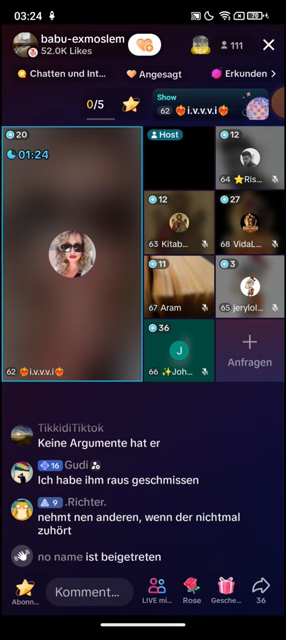 03:24
70
babu-exmoslem
52.0K Likes
111
Chatten und Int...
Angesagt
Erkunden
0/5
Show
62 i.v.v.v.i
20
01:24
62 i.v.v.v.i
Host
12
64 Ris...
12
63 Kitab...
27
68 VidaL...
11
67 Aram
3
65 jerylol...
36
J
66 Joh...
Anfragen
TikkidiTiktok
Keine Argumente hat er
16 Gudi
Ich habe ihm raus geschmissen
9 .Richter.
nehmt nen anderen, wenn der nichtmal
zuhört
no name ist beigetreten
Abonn...
Komment...
LIVE mi...
Rose
Gesche...
36